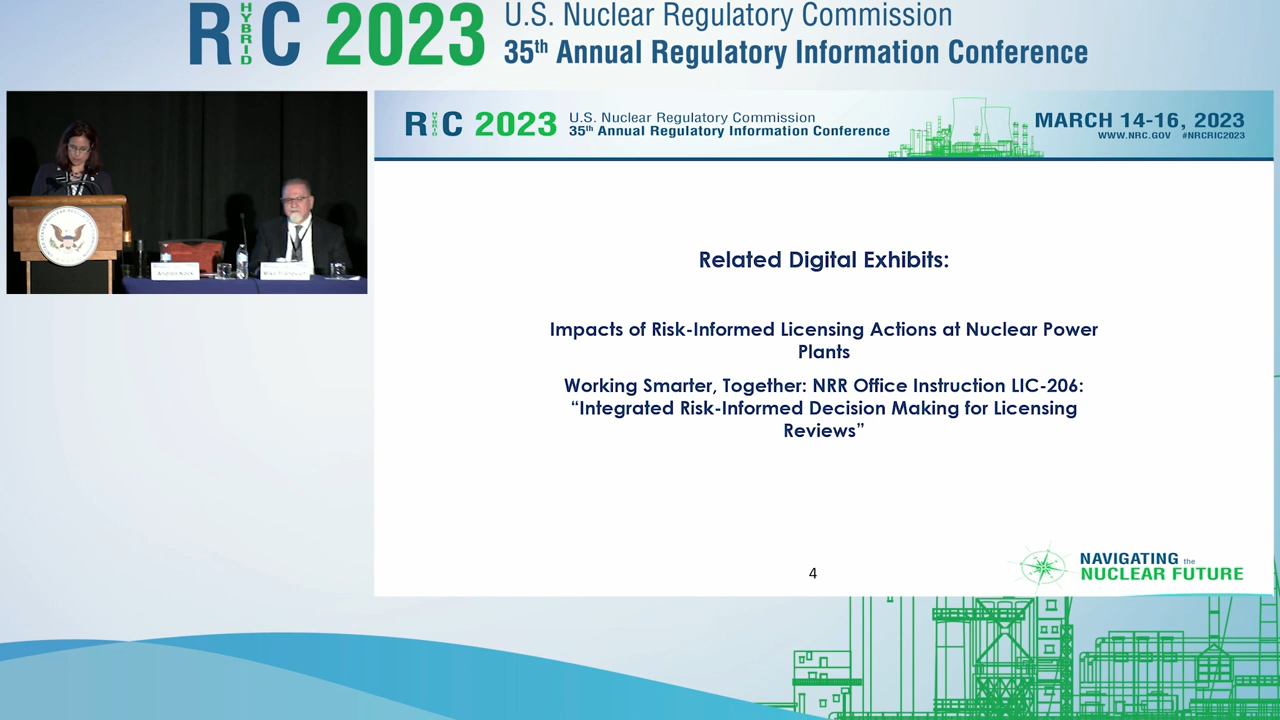 RIC 2023
HYBRID
U.S. Nuclear Regulatory Commission
35th Annual Regulatory Information Conference
RIC 2023
HYBRID
U.S. Nuclear Regulatory Commission
35th Annual Regulatory Information Conference
MARCH 14-16, 2023
WWW.NRC.GOV #NRCRIC2023
Related Digital Exhibits:
Impacts of Risk-Informed Licensing Actions at Nuclear Power
Plants
Working Smarter, Together: NRR Office Instruction LIC-206:
“Integrated Risk-Informed Decision Making for Licensing
Reviews”
4
NAVIGATING the
NUCLEAR FUTURE